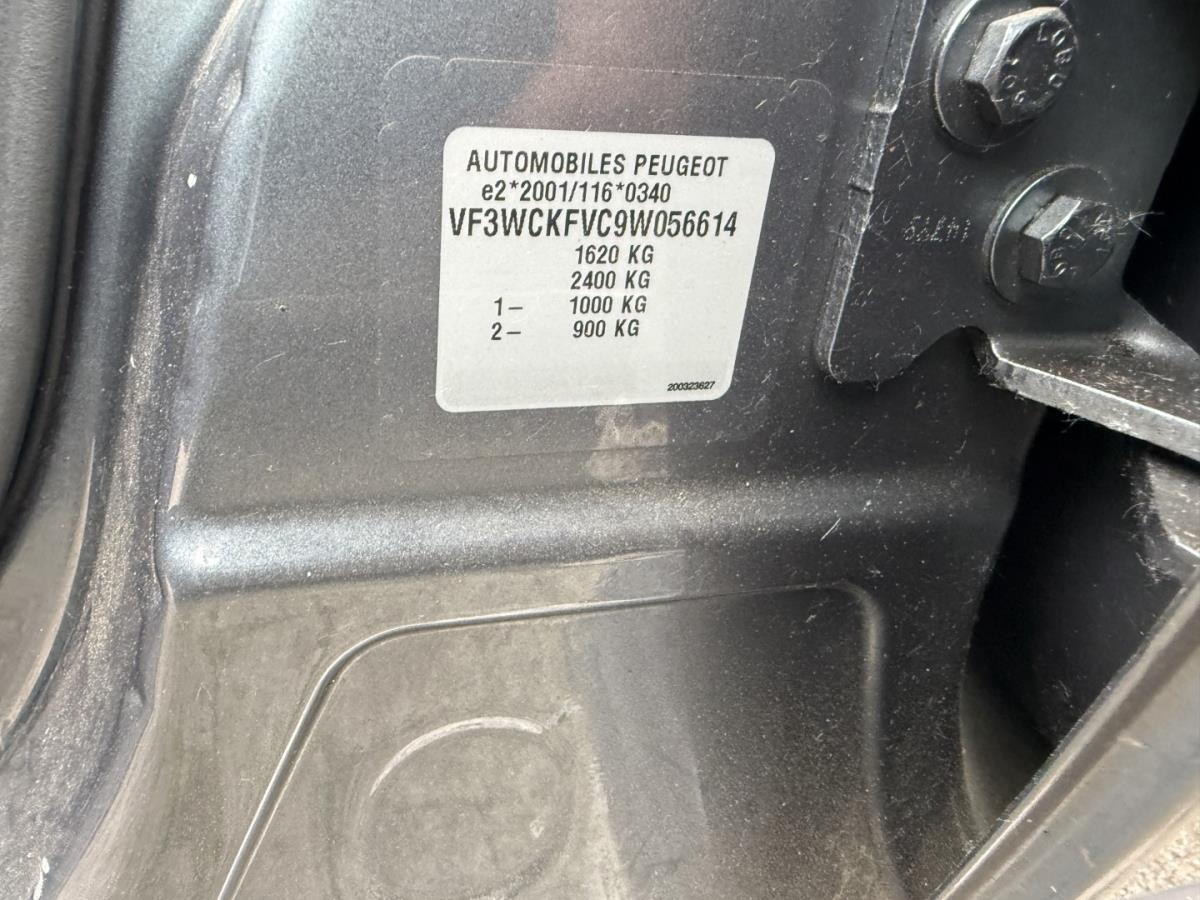 AUTOMOBILES PEUGEOT
e2*2001/116*0340
VF3WCKFVC9W056614
1620 KG
2400 KG
1- 1000 KG
2- 900 KG
200323627